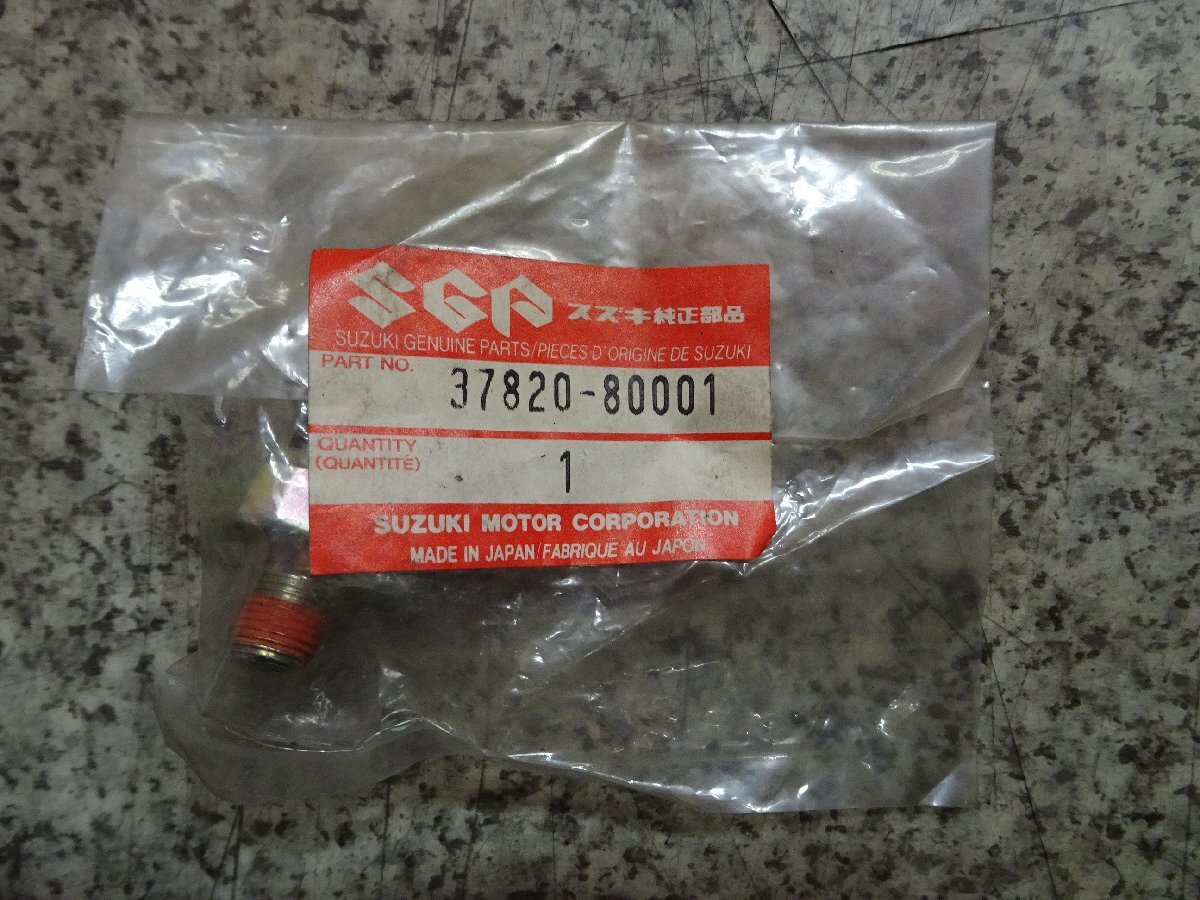 SGP スズキ純正部品
SUZUKI GENUINE PARTS/PIECES D'ORIGINE DE SUZUKI
PART NO.
37820-80001
QUANTITY
(QUANTITÉ)
1
SUZUKI MOTOR CORPORATION
MADE IN JAPAN/FABRIQUE AU JAPON